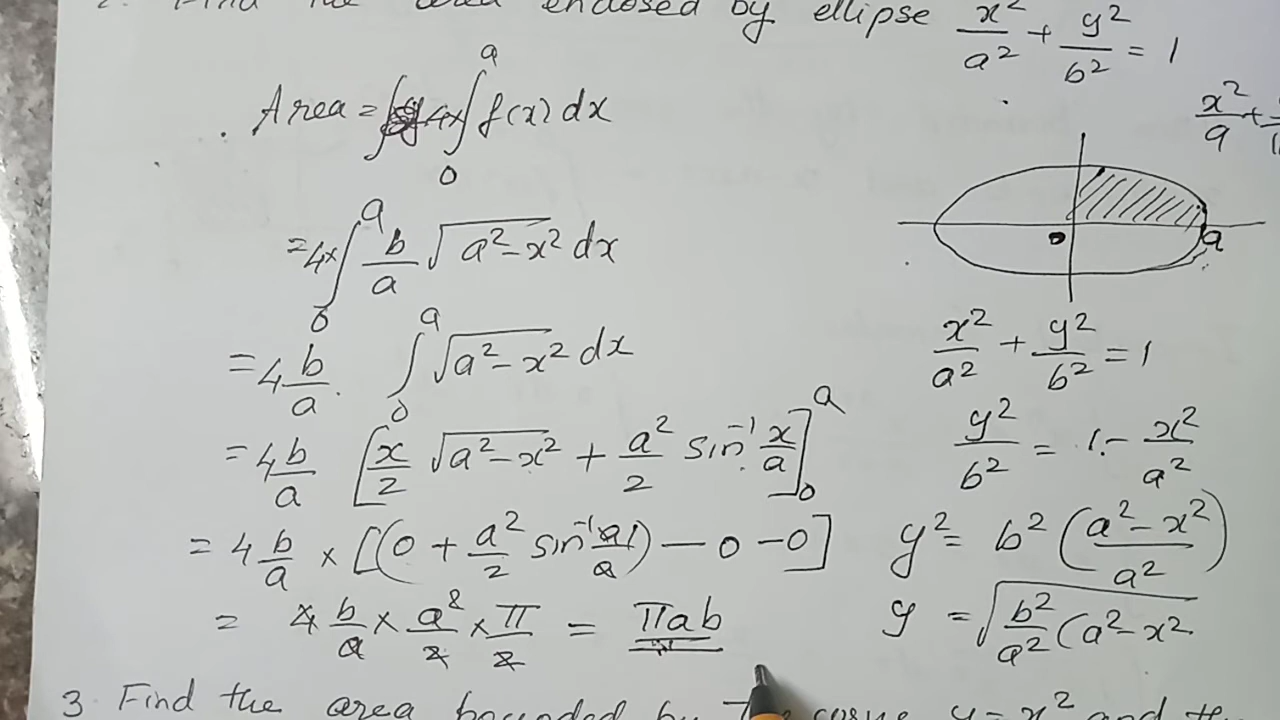 2. Find the area enclosed by ellipse x²/a² + y²/b² = 1
Area = 4× ∫₀ᵃ f(x) dx
= 4× ∫₀ᵃ b/a √(a²-x²) dx
= 4 b/a . ∫₀ᵃ √(a²-x²) dx
= 4b/a [x/2 √(a²-x²) + a²/2 sin⁻¹ x/a]₀ᵃ
= 4 b/a × [(0 + a²/2 sin⁻¹ a/a) - 0 - 0]
= 4 b/a × a²/2 × π/2 = πab
x²/a +
o
a
x²/a² + y²/b² = 1
y²/b² = 1 - x²/a²
y² = b² (a²-x²/a²)
y = √b²/a² (a²-x²
3. Find the area bounded by the y = x² and